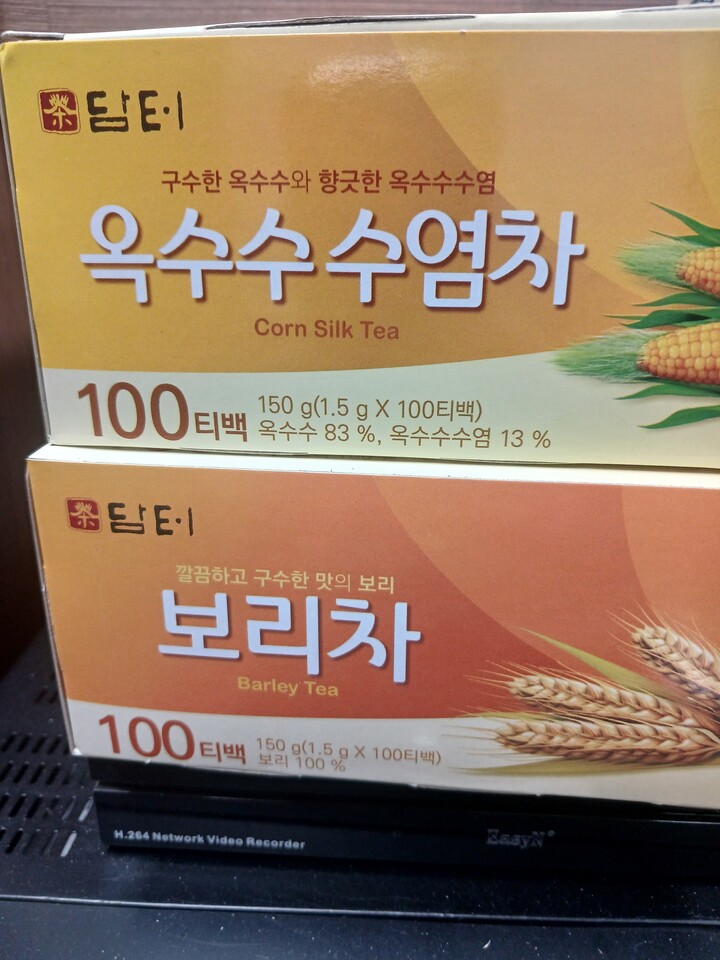 茶 담터
구수한 옥수수와 향긋한 옥수수수염
옥수수 수염차
Corn Silk Tea
100티백
150 g(1.5 g X 100티백)
옥수수 83 %, 옥수수수염 13 %
茶 담터
깔끔하고 구수한 맛의 보리
보리차
Barley Tea
100티백
150 g(1.5 g X 100티백)
보리 100 %
H.264 Network Video Recorder
EasyN®